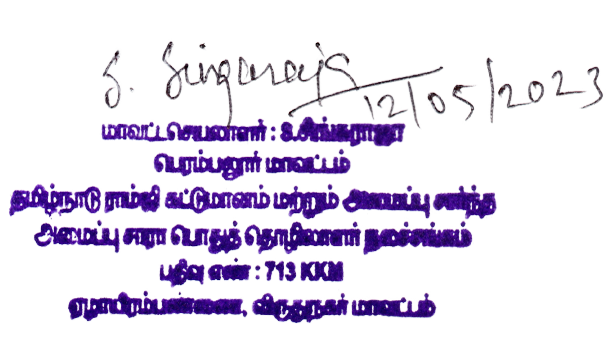 S. Singaraja
12/05/2023
மாவட்ட செயலாளர் : S.சிங்கராஜா
பெரம்பலூர் மாவட்டம்
தமிழ்நாடு ராம்ஜி கட்டுமானம் மற்றும் அமைப்பு சார்ந்த
அமைப்பு சாரா பொதுத் தொழிலாளர் நலச்சங்கம்
பதிவு எண் : 713 KKM
ஏழாயிரம்பண்ணை, விருதுநகர் மாவட்டம்